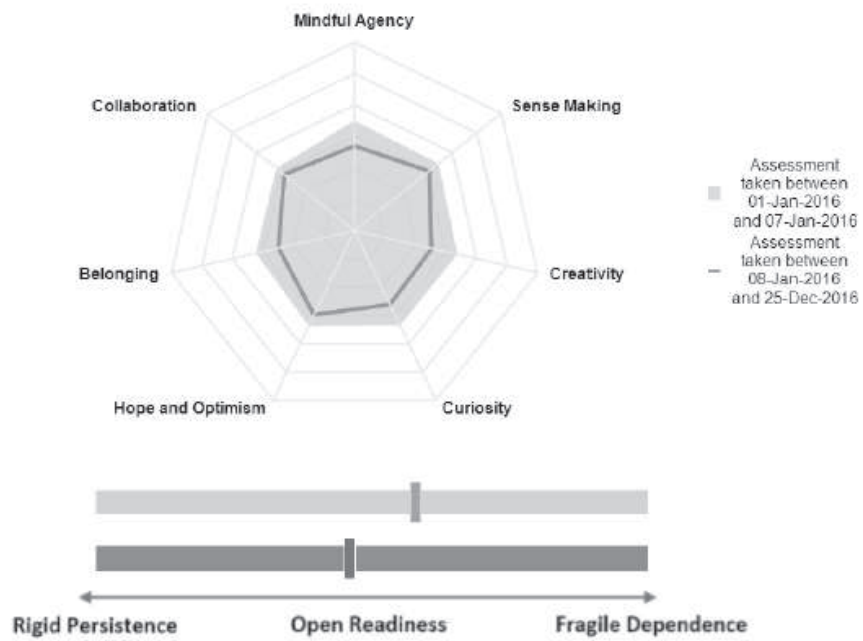 Mindful Agency
Collaboration
Sense Making
Assessment
taken between
01-Jan-2016
and 07-Jan-2016
Assessment
taken between
08-Jan-2016
and 25-Dec-2016
Belonging
Creativity
Hope and Optimism
Curiosity
Rigid Persistence
Open Readiness
Fragile Dependence